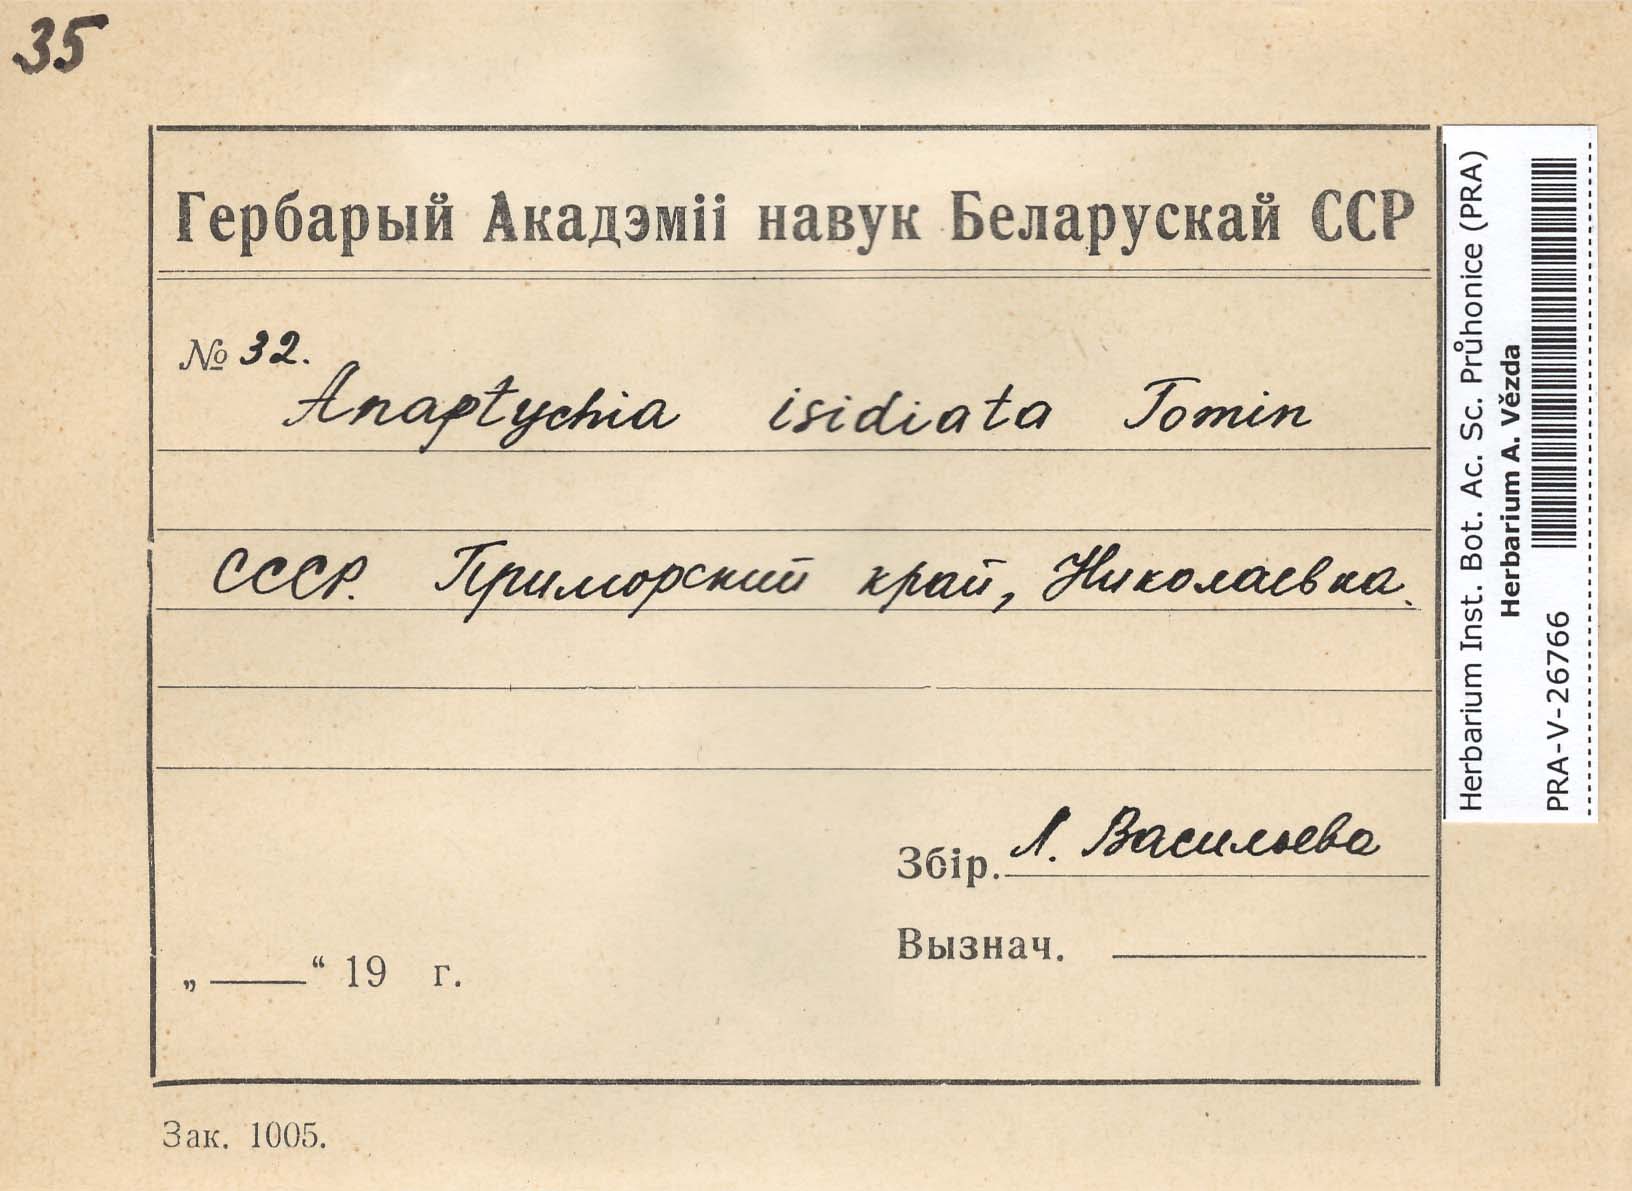 35
Гербарый Акадэміі навук Беларускай ССР
№ 32.
Anaptychia isidiata Tomin
СССР. Приморский край, Николаевка.
Збір. Л. Васильева
Вызнач.
„ “ 19 г.
Зак. 1005.
Herbarium Inst. Bot. Ac. Sc. Průhonice (PRA)
Herbarium A. Vězda
PRA-V-26766